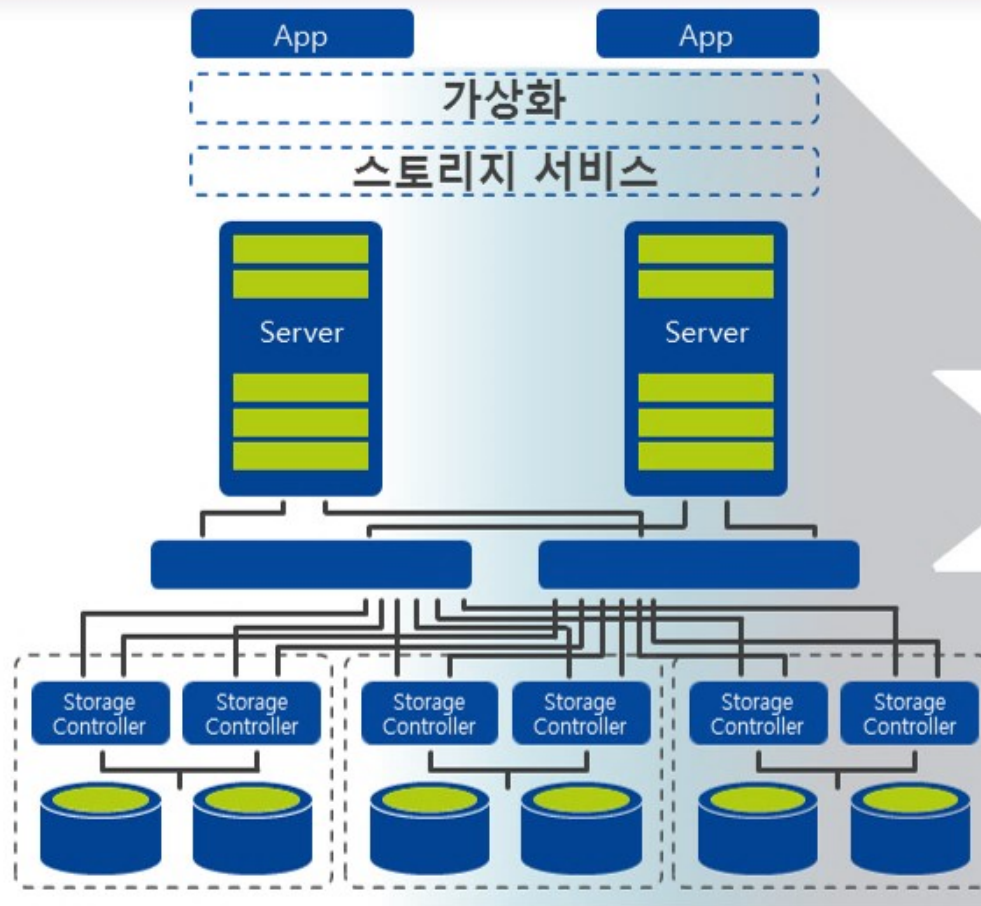 App
App
가상화
스토리지 서비스
Server
Server
Storage
Controller
Storage
Controller
Storage
Controller
Storage
Controller
Storage
Controller
Storage
Controller